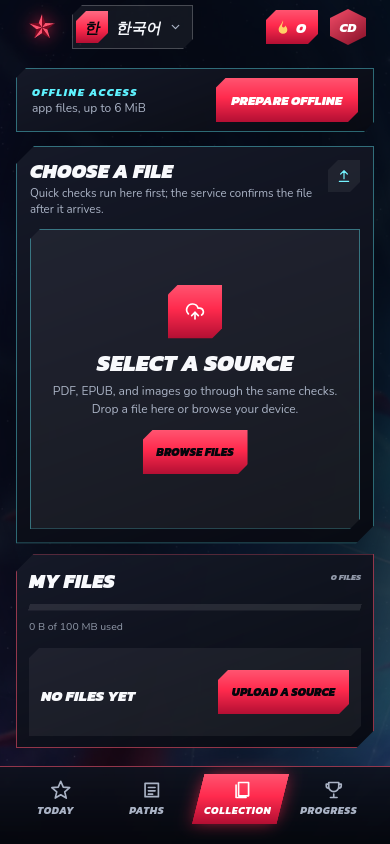 한 한국어 0 CD
OFFLINE ACCESS
app files, up to 6 MiB
PREPARE OFFLINE
CHOOSE A FILE
Quick checks run here first; the service confirms the file
after it arrives.
SELECT A SOURCE
PDF, EPUB, and images go through the same checks.
Drop a file here or browse your device.
BROWSE FILES
MY FILES
0 FILES
0 B of 100 MB used
NO FILES YET
UPLOAD A SOURCE
TODAY PATHS COLLECTION PROGRESS